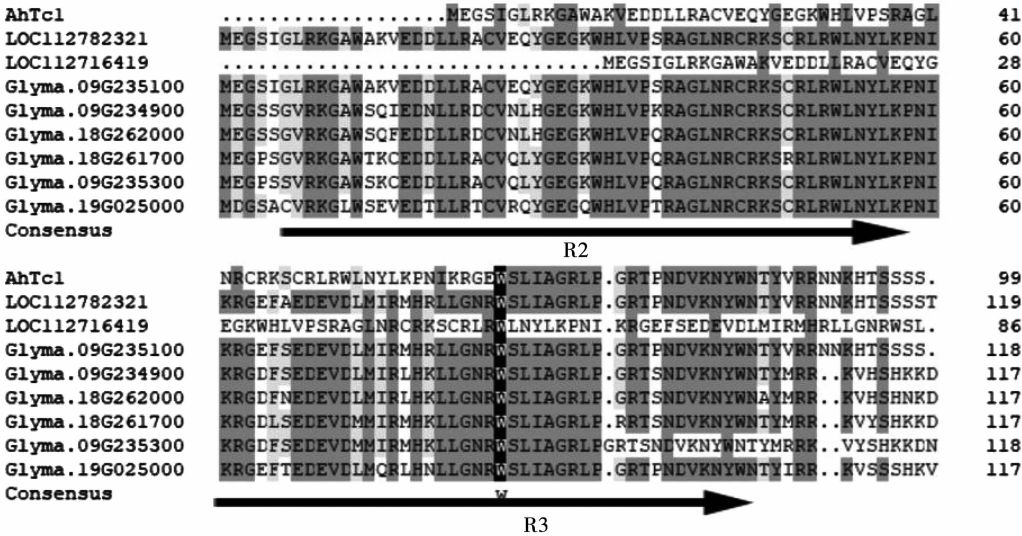 AhTc1 ...................MEGSIGLRKGAWAKVEDDLLRACVEQYGEGKWHLVPSRAGL 41
LOC112782321 MEGSIGLRKGAWAKVEDDLLRACVEQYGEGKWHLVPSRAGLNRCRKSCRLRWLNYLKPNI 60
LOC112716419 ................................MEGSIGLRKGAWAKVEDDLLRACVEQYG 28
Glyma.09G235100 MEGSIGLRKGAWAKVEDDLLRACVEQYGEGKWHLVPSRAGLNRCRKSCRLRWLNYLKPNI 60
Glyma.09G234900 MEGSSGVRKGAWSQIEDNLLRDCVNLHGEGKWHLVPKRAGLNRCRKSCRLRWLNYLKPNI 60
Glyma.18G262000 MEGSSGVRKGAWSQFEDDLLRDCVNLHGEGKWHLVPQRAGLNRCRKSCRLRWLNYLKPNI 60
Glyma.18G261700 MEGPSGVRKGAWTKCEDDLLRACVQLYGEGKWHLVPQRAGLNRCRKSRRLRWLNYLKPNI 60
Glyma.09G235300 MEGPSSVRKGAWSKCEDDLLRACVQLYGEGKWHLVPQRAGLNRCRKSCRLRWLNYLKPNI 60
Glyma.19G025000 MDGSACVRKGLWSEVEDTLLRTCVRQYGEGQWHLVPTRAGLNRCRKSCRLRWLNYLKPNI 60
Consensus
R2
AhTc1 NRCRKSCRLRWLNYLKPNIKRGEWSLIAGRLP.GRTPNDVKNYWNTYVRRNNKHTSSSS. 99
LOC112782321 KRGEFAEDEVDLMIRMHRLLGNRWSLIAGRLP.GRTPNDVKNYWNTYVRRNNKHTSSSST 119
LOC112716419 EGKWHLVPSRAGLNRCRKSCRLRWLNYLKPNI.KRGEFSEDEVDLMIRMHRLLGNRWSL. 86
Glyma.09G235100 KRGEFSEDEVDLMIRMHRLLGNRWSLIAGRLP.GRTPNDVKNYWNTYVRRNNKHTSSSS. 118
Glyma.09G234900 KRGDFSEDEVDLMIRLHKLLGNRWSLIAGRLP.GRTSNDVKNYWNTYMRR..KVHSHKKD 117
Glyma.18G262000 KRGDFNEDEVDLMIRLHKLLGNRWSLIAGRLP.GRTSNDVKNYWNAYMRR..KVHSHNKD 117
Glyma.18G261700 KRGDLSEDEVDMMIRMHKLLGNRWSLIAGRLP.RRTSNDVKNYWNTYMRR..KVHSHKKD 117
Glyma.09G235300 KRGDFSEDEVDLMIRMHKLLGNRWSLIAGRLPGRTSNDVKNYWNTYMRRK..VYSHKKDN 118
Glyma.19G025000 KRGEFTEDEVDLMQRLHNLLGNRWSLIAGRLP.GRTPNDVKNYWNTYIRR..KVSSSHKV 117
Consensus w
R3